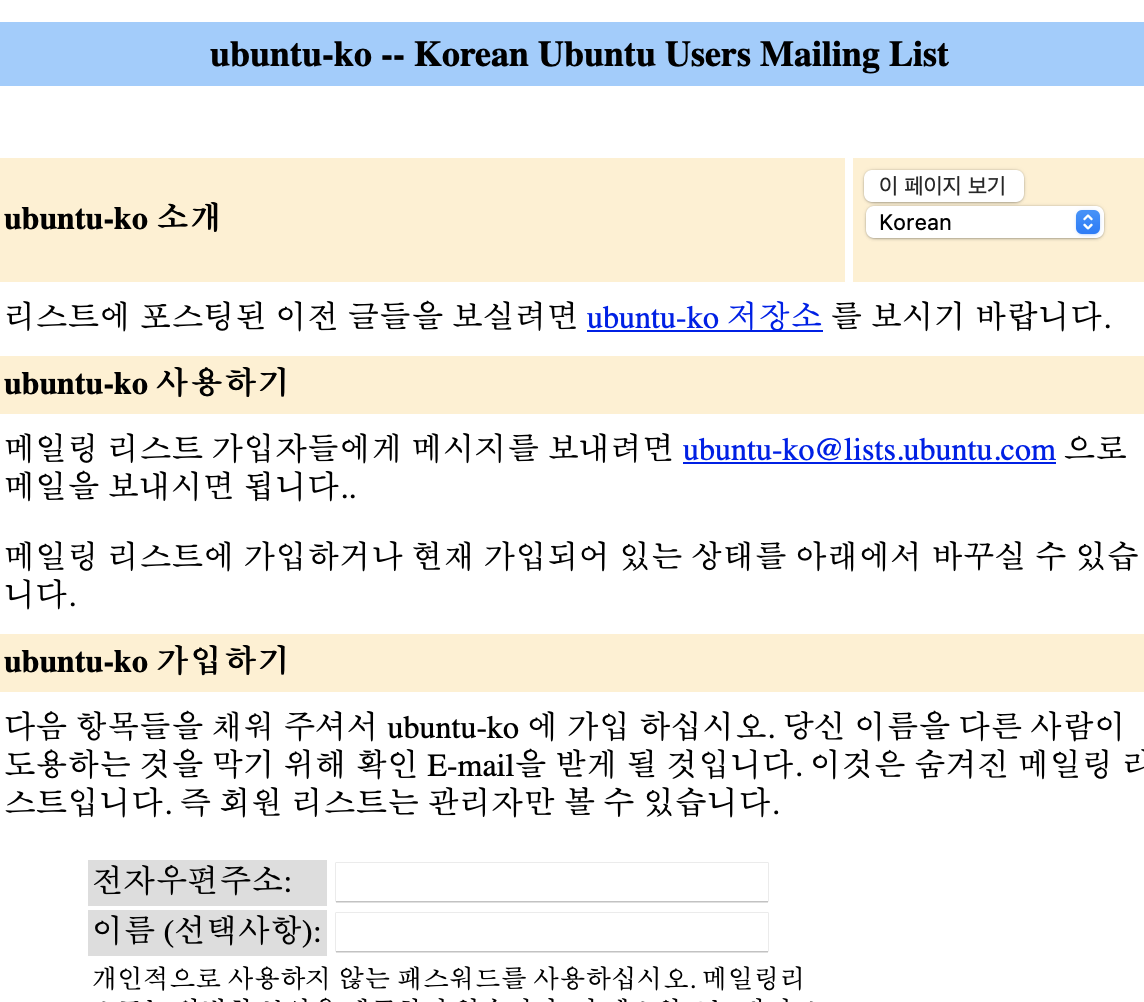 ubuntu-ko -- Korean Ubuntu Users Mailing List
ubuntu-ko 소개
이 페이지 보기
Korean
리스트에 포스팅된 이전 글들을 보실려면 ubuntu-ko 저장소 를 보시기 바랍니다.
ubuntu-ko 사용하기
메일링 리스트 가입자들에게 메시지를 보내려면 ubuntu-ko@lists.ubuntu.com 으로
메일을 보내시면 됩니다..
메일링 리스트에 가입하거나 현재 가입되어 있는 상태를 아래에서 바꾸실 수 있습
니다.
ubuntu-ko 가입하기
다음 항목들을 채워 주셔서 ubuntu-ko 에 가입 하십시오. 당신 이름을 다른 사람이
도용하는 것을 막기 위해 확인 E-mail을 받게 될 것입니다. 이것은 숨겨진 메일링 리
스트입니다. 즉 회원 리스트는 관리자만 볼 수 있습니다.
전자우편주소:
이름 (선택사항):
개인적으로 사용하지 않는 패스워드를 사용하십시오. 메일링리